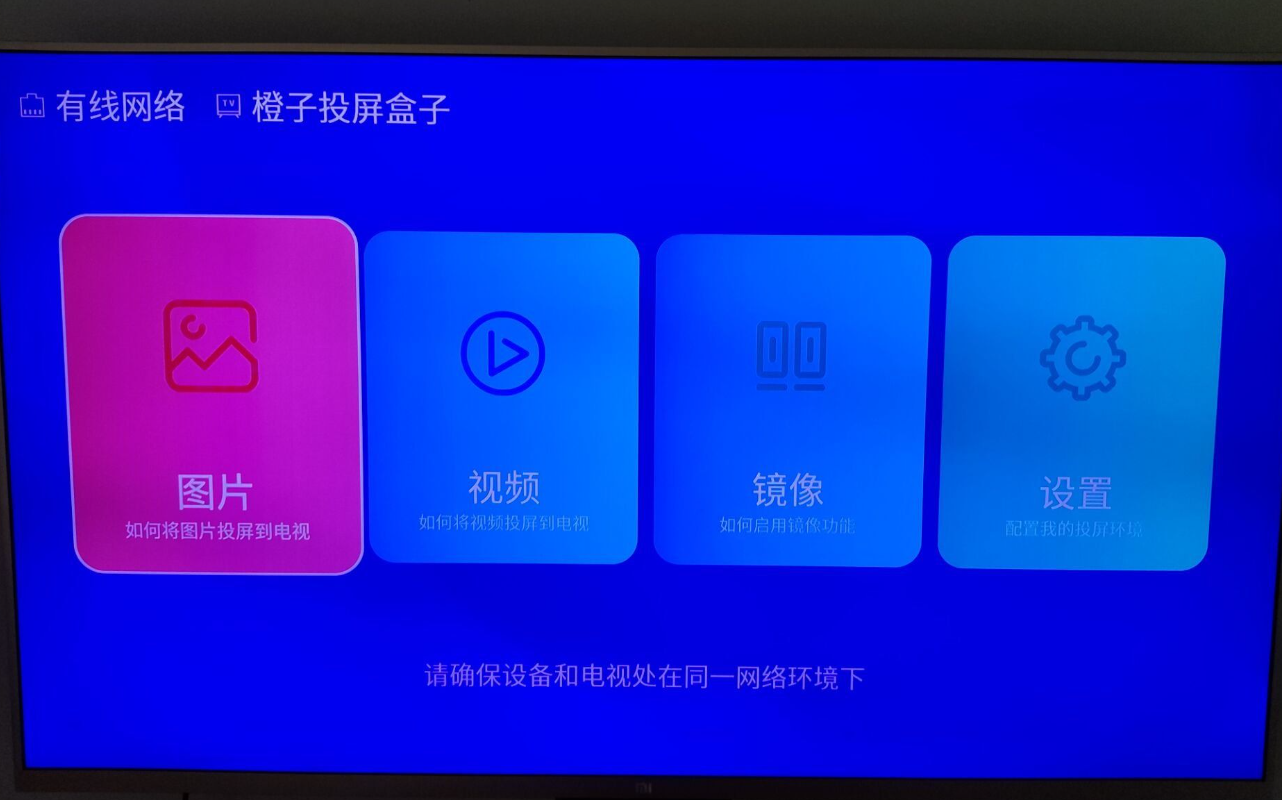 有线网络 TV 橙子投屏盒子
图片
如何将图片投屏到电视
视频
如何将视频投屏到电视
镜像
如何启用镜像功能
设置
配置我的投屏环境
请确保设备和电视处在同一网络环境下
mi